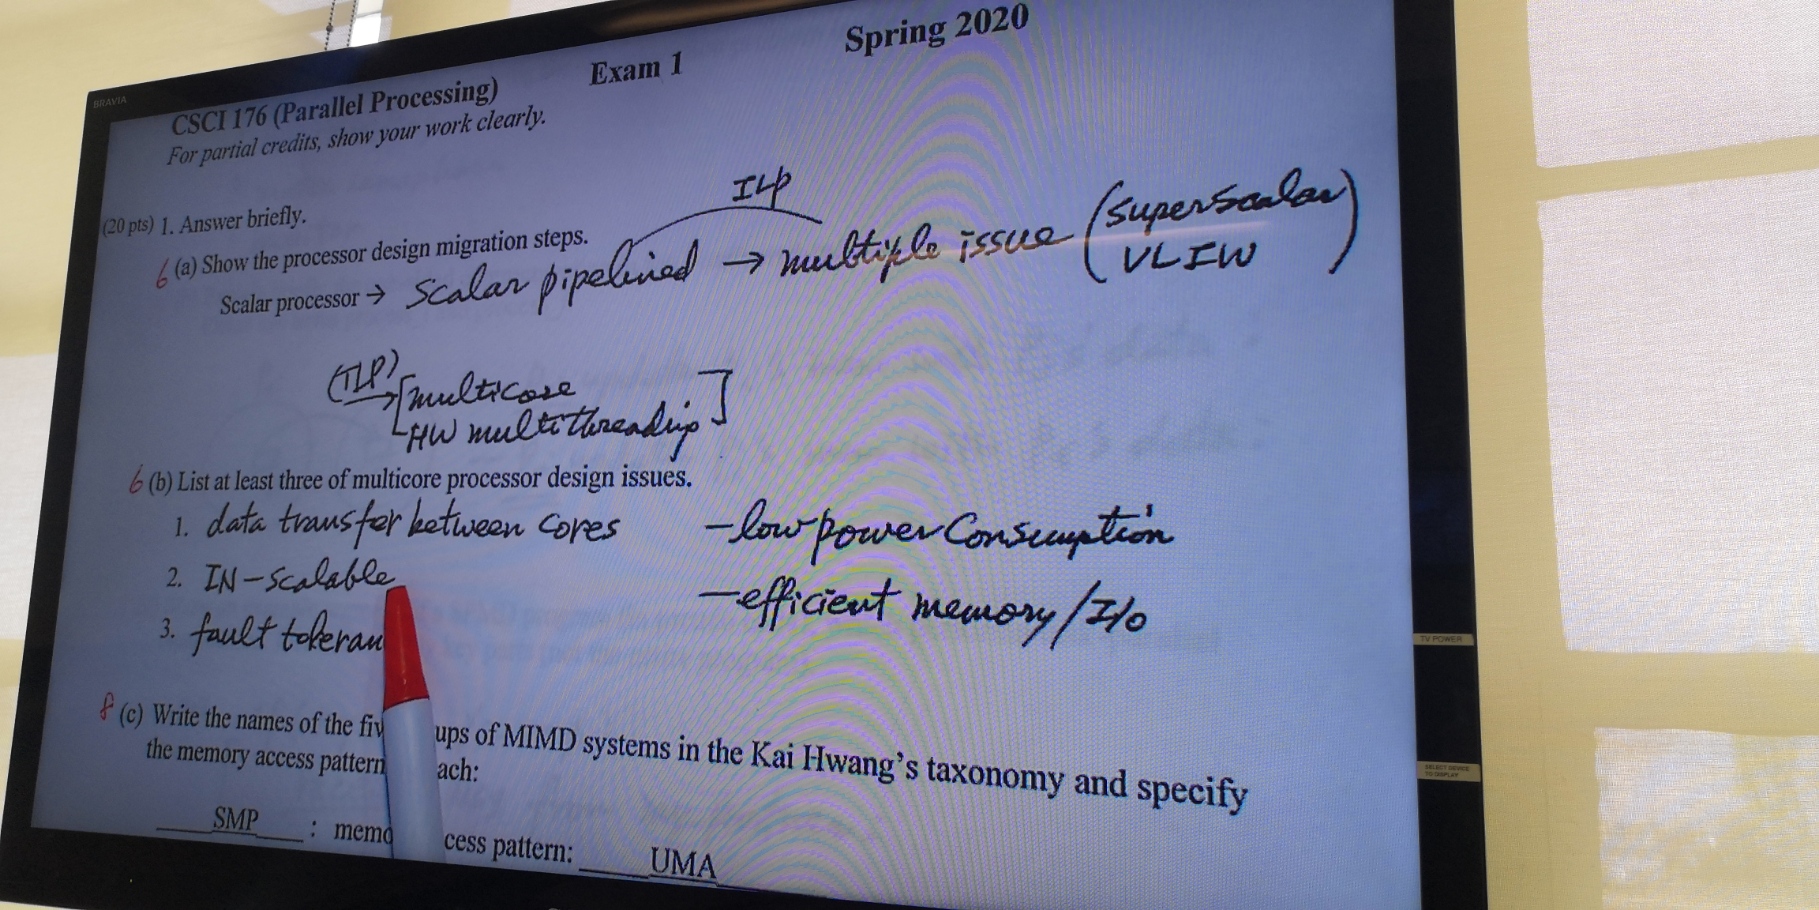 BRAVIA
CSCI 176 (Parallel Processing) Exam 1 Spring 2020
For partial credits, show your work clearly.
(20 pts) 1. Answer briefly.
6 (a) Show the processor design migration steps.
ILP
Scalar processor → Scalar pipelined → multiple issue (superscalar
VLIW)
(TLP)
→ [multicore
HW multithreading]
6 (b) List at least three of multicore processor design issues.
1. data transfer between cores
– low power consumption
2. IN-scalable
– efficient memory/I/O
3. fault toleran
8 (c) Write the names of the fiv ups of MIMD systems in the Kai Hwang's taxonomy and specify
the memory access pattern ach:
SMP : memo cess pattern: UMA
TV POWER
SELECT DEVICE
TO DISPLAY